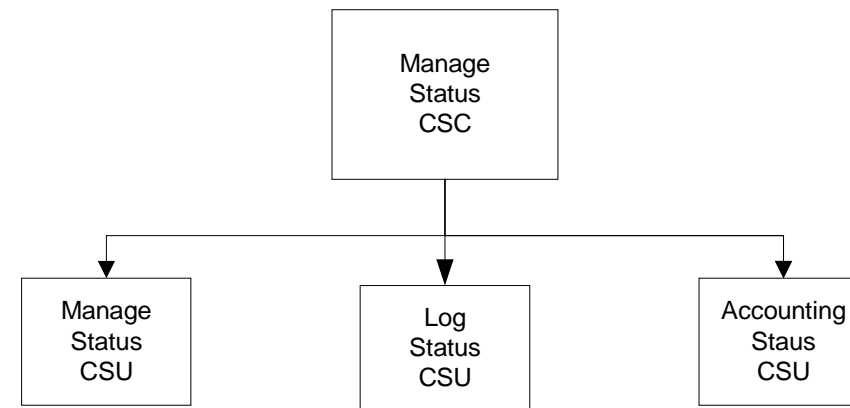 Manage
Status
CSC
Manage
Status
CSU
Log
Status
CSU
Accounting
Staus
CSU